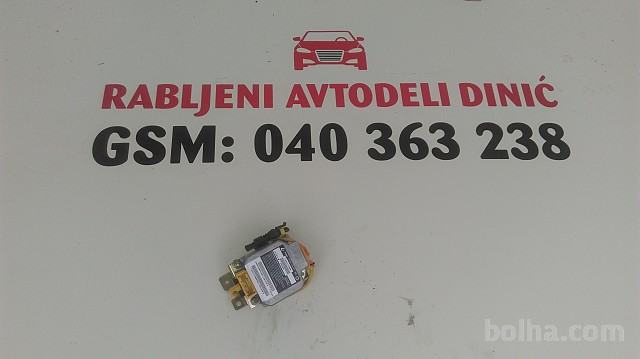 RABLJENI AVTODELI DINIĆ
GSM: 040 363 238
bolha.com